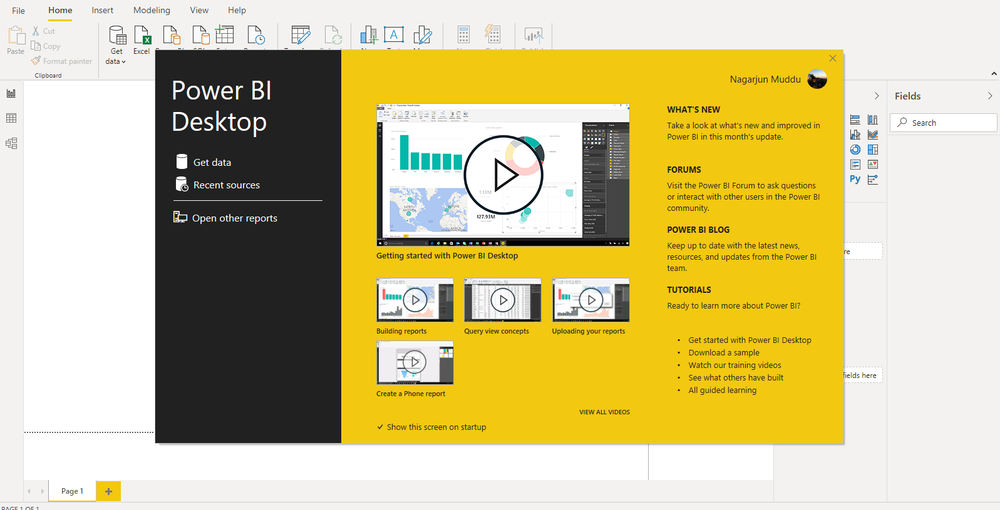 File Home Insert Modeling View Help
Cut
Copy
Format painter
Paste
Clipboard
Get
data
Excel
Power BI
Desktop
Get data
Recent sources
Open other reports
Nagarjun Muddu
127.93M
Getting started with Power BI Desktop
Building reports
Query view concepts
Uploading your reports
Create a Phone report
VIEW ALL VIDEOS
Show this screen on startup
WHAT'S NEW
Take a look at what's new and improved in
Power BI in this month's update.
FORUMS
Visit the Power BI Forum to ask questions
or interact with other users in the Power BI
community.
POWER BI BLOG
Keep up to date with the latest news,
resources, and updates from the Power BI
team.
TUTORIALS
Ready to learn more about Power BI?
• Get started with Power BI Desktop
• Download a sample
• Watch our training videos
• See what others have built
• All guided learning
Fields
Search
Py
fields here
Page 1
PAGE 1 OF 1